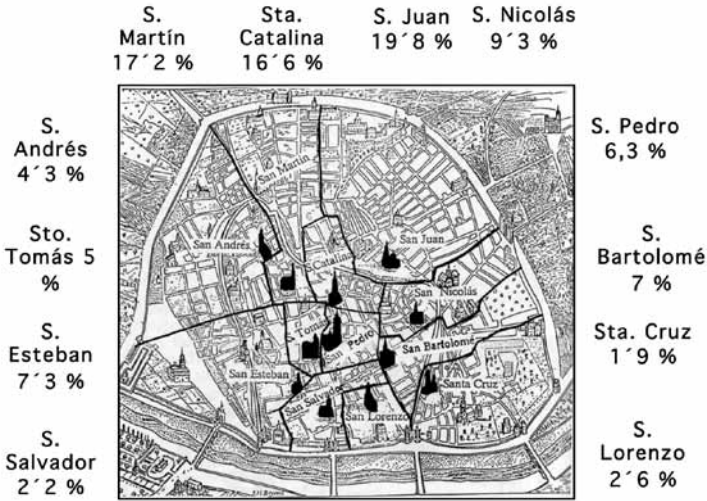 S.
Martín
17´2 %
Sta.
Catalina
16´6 %
S. Juan
19´8 %
S. Nicolás
9´3 %
S.
Andrés
4´3 %
Sto.
Tomás 5
%
S.
Esteban
7´3 %
S.
Salvador
2´2 %
S. Pedro
6,3 %
S.
Bartolomé
7 %
Sta. Cruz
1´9 %
S.
Lorenzo
2´6 %
San Martín
San Andrés
S Catalina
San Juan
San Nicolás
S Tomás
San Pedro
San Bartolomé
San Esteban
San Salvador
San Lorenzo
Santa Cruz